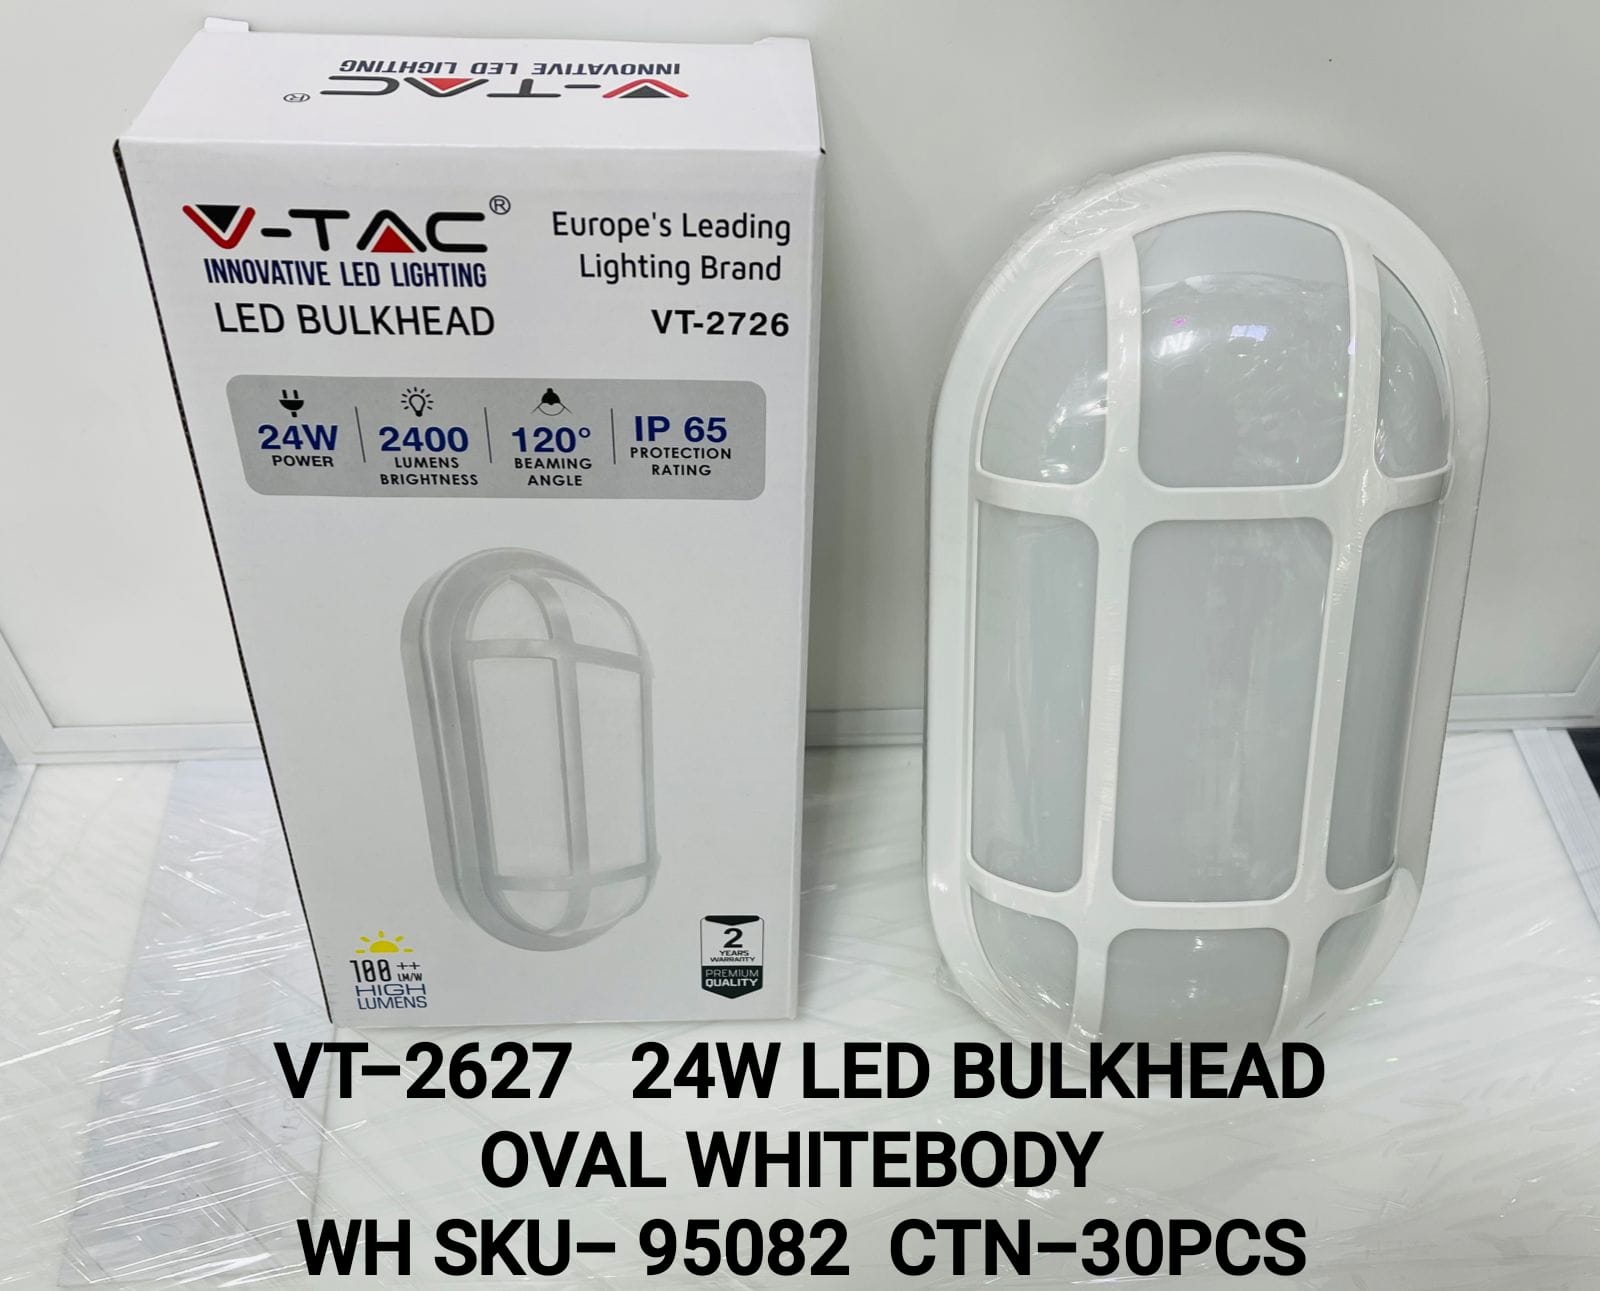 INNOVATIVE LED LIGHTING
V-TAC®
V-TAC®
INNOVATIVE LED LIGHTING
LED BULKHEAD
Europe's Leading
Lighting Brand
VT-2726
24W
POWER
2400
LUMENS
BRIGHTNESS
120°
BEAMING
ANGLE
IP 65
PROTECTION
RATING
100 ++
LM/W
HIGH
LUMENS
2
YEARS
WARRANTY
PREMIUM
QUALITY
VT-2627 24W LED BULKHEAD
OVAL WHITEBODY
WH SKU- 95082 CTN-30PCS